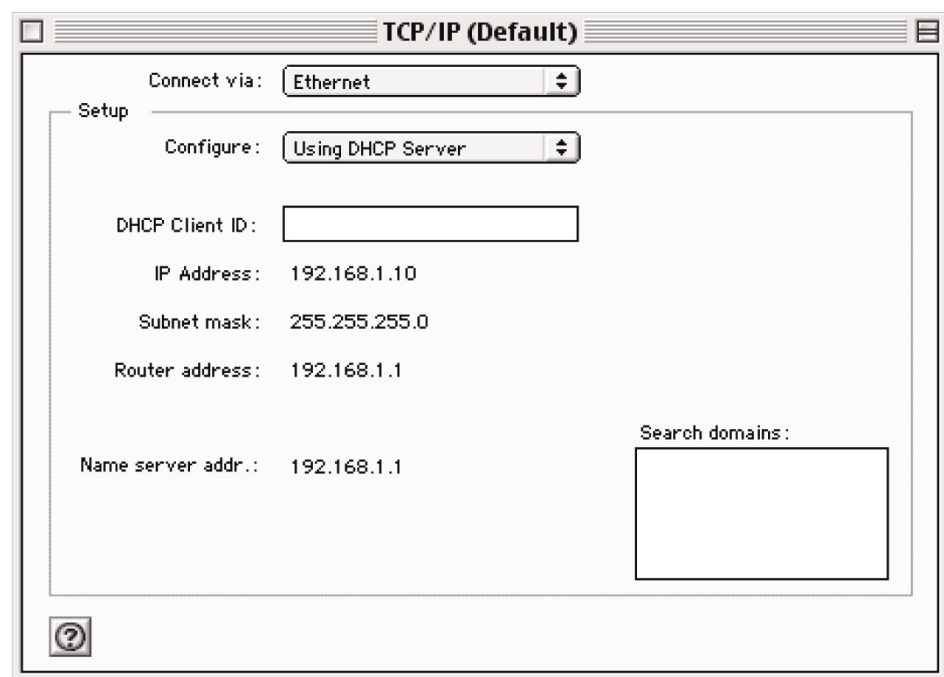 TCP/IP (Default)
Connect via: Ethernet
Setup
Configure: Using DHCP Server
DHCP Client ID:
IP Address: 192.168.1.10
Subnet mask: 255.255.255.0
Router address: 192.168.1.1
Search domains:
Name server addr.: 192.168.1.1
?